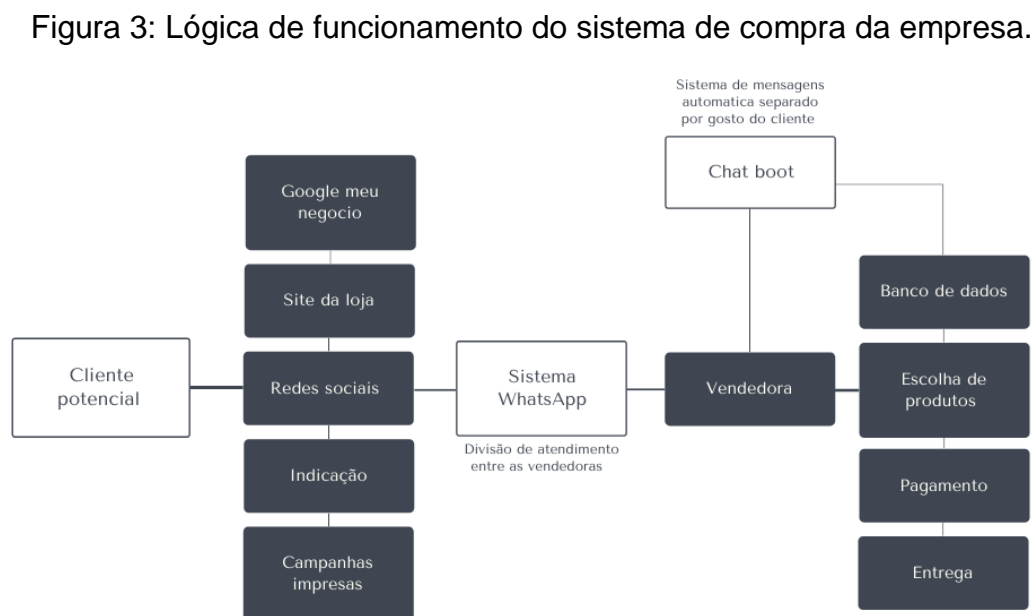 Figura 3: Lógica de funcionamento do sistema de compra da empresa.
Sistema de mensagens
automatica separado
por gosto do cliente
Chat boot
Google meu
negocio
Site da loja
Banco de dados
Cliente
potencial
Redes sociais
Sistema
WhatsApp
Divisão de atendimento
entre as vendedoras
Vendedora
Escolha de
produtos
Indicação
Pagamento
Campanhas
impresas
Entrega